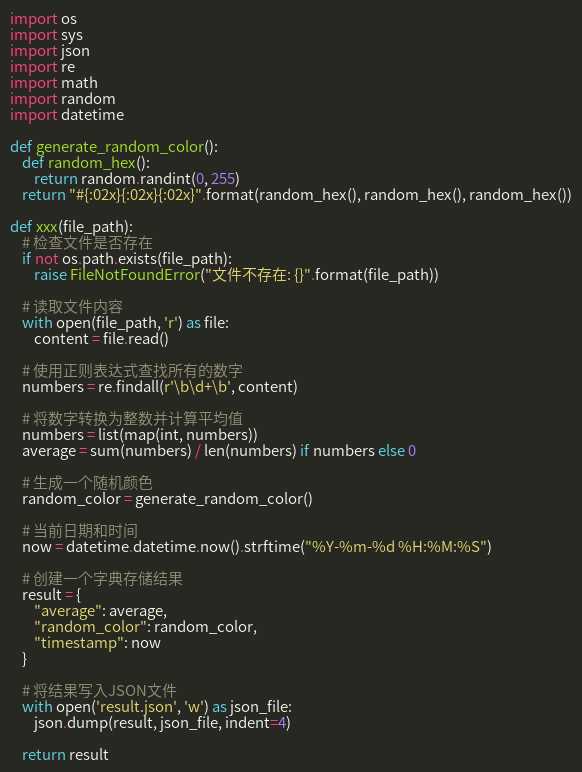 import os
import sys
import json
import re
import math
import random
import datetime

def generate_random_color():
    def random_hex():
        return random.randint(0, 255)
    return "#{:02x}{:02x}{:02x}".format(random_hex(), random_hex(), random_hex())

def xxx(file_path):
    # 检查文件是否存在
    if not os.path.exists(file_path):
        raise FileNotFoundError("文件不存在: {}".format(file_path))

    # 读取文件内容
    with open(file_path, 'r') as file:
        content = file.read()

    # 使用正则表达式查找所有的数字
    numbers = re.findall(r'\b\d+\b', content)

    # 将数字转换为整数并计算平均值
    numbers = list(map(int, numbers))
    average = sum(numbers) / len(numbers) if numbers else 0

    # 生成一个随机颜色
    random_color = generate_random_color()

    # 当前日期和时间
    now = datetime.datetime.now().strftime("%Y-%m-%d %H:%M:%S")

    # 创建一个字典存储结果
    result = {
        "average": average,
        "random_color": random_color,
        "timestamp": now
    }

    # 将结果写入JSON文件
    with open('result.json', 'w') as json_file:
        json.dump(result, json_file, indent=4)

    return result